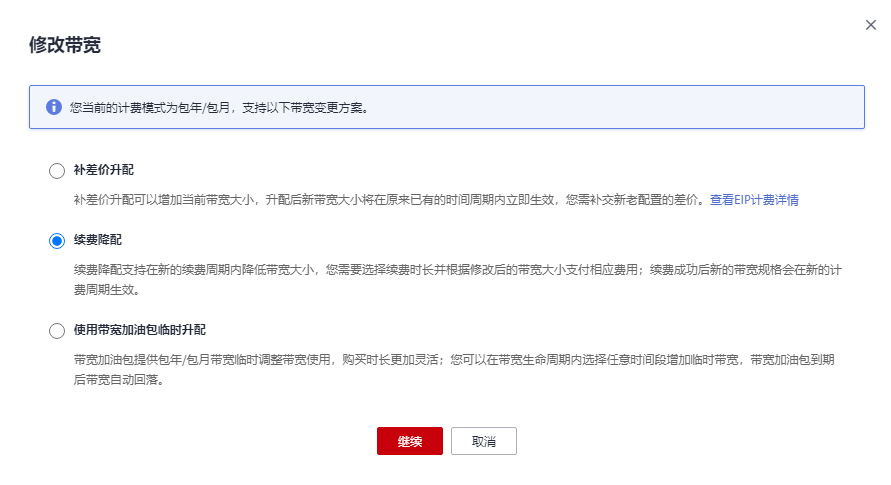 修改带宽
您当前的计费模式为包年/包月，支持以下带宽变更方案。
补差价升配
补差价升配可以增加当前带宽大小，升配后新带宽大小将在原来已有的时间周期内立即生效，您需补交新老配置的差价。查看EIP计费详情
续费降配
续费降配支持在新的续费周期内降低带宽大小，您需要选择续费时长并根据修改后的带宽大小支付相应费用；续费成功后新的带宽规格会在新的计
费周期生效。
使用带宽加油包临时升配
带宽加油包提供包年/包月带宽临时调整带宽使用，购买时长更加灵活；您可以在带宽生命周期内选择任意时间段增加临时带宽，带宽加油包到期
后带宽自动回落。
继续
取消